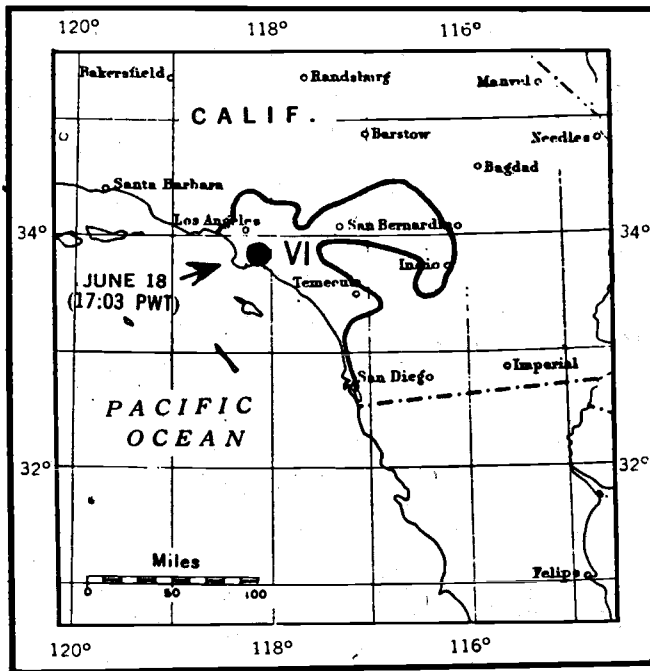 120° 118° 116°
Bakersfield Randsburg Manvel
CALIF.
Barstow Needles
Bagdad
Santa Barbara
Los Angeles San Bernardino
34° 34°
VI
Indio
JUNE 18
(17:03 PWT)
Temecula
Imperial
San Diego
PACIFIC
OCEAN
32° 32°
Miles
0 50 100
Felipe
120° 118° 116°